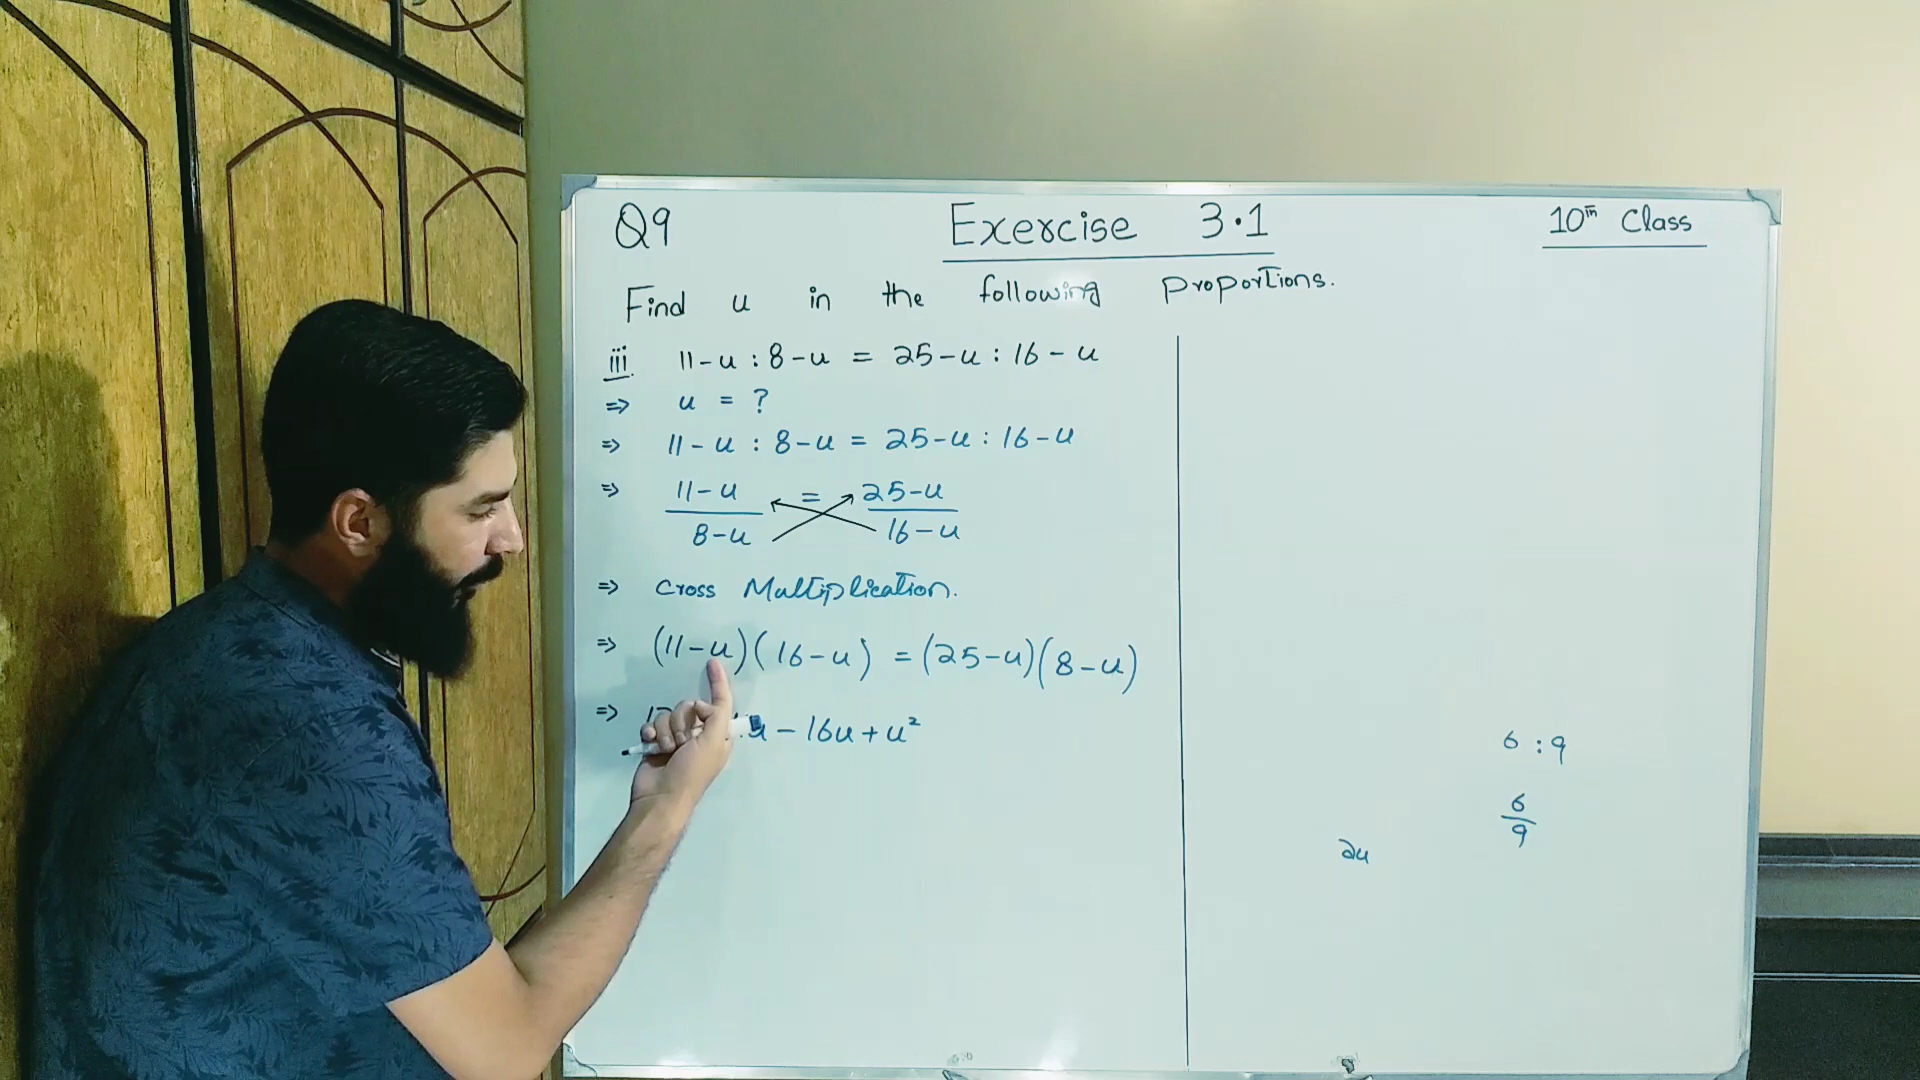 Q9 Exercise 3.1 10th Class
Find u in the following proportions.
iii 11-u : 8-u = 25-u : 16-u
=> u = ?
=> 11-u : 8-u = 25-u : 16-u
=> 11-u / 8-u = 25-u / 16-u
=> Cross Multiplication.
=> (11-u)(16-u) = (25-u)(8-u)
=> - 16u + u²
6 : 9
6 / 9
2u